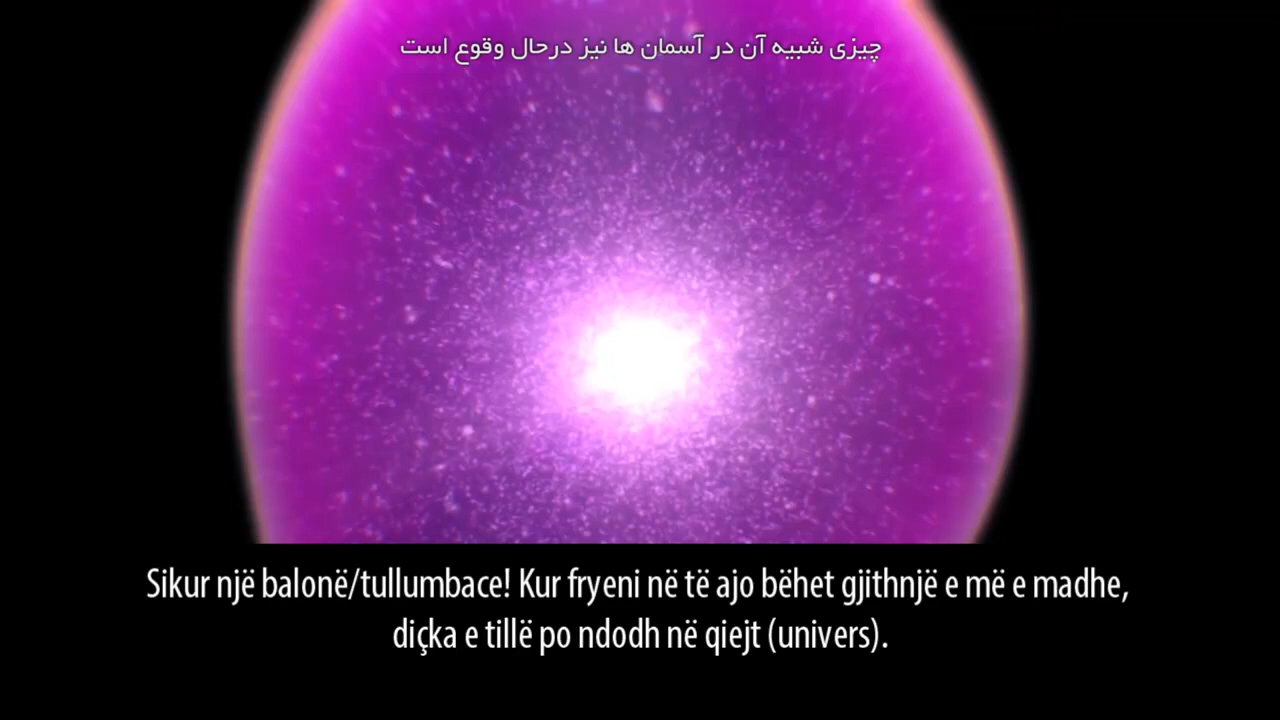 چیزی شبیه آن در آسمان ها نیز درحال وقوع است
Sikur një balonë/tullumbace! Kur fryeni në të ajo bëhet gjithnjë e më e madhe,
diçka e tillë po ndodh në qiejt (univers).